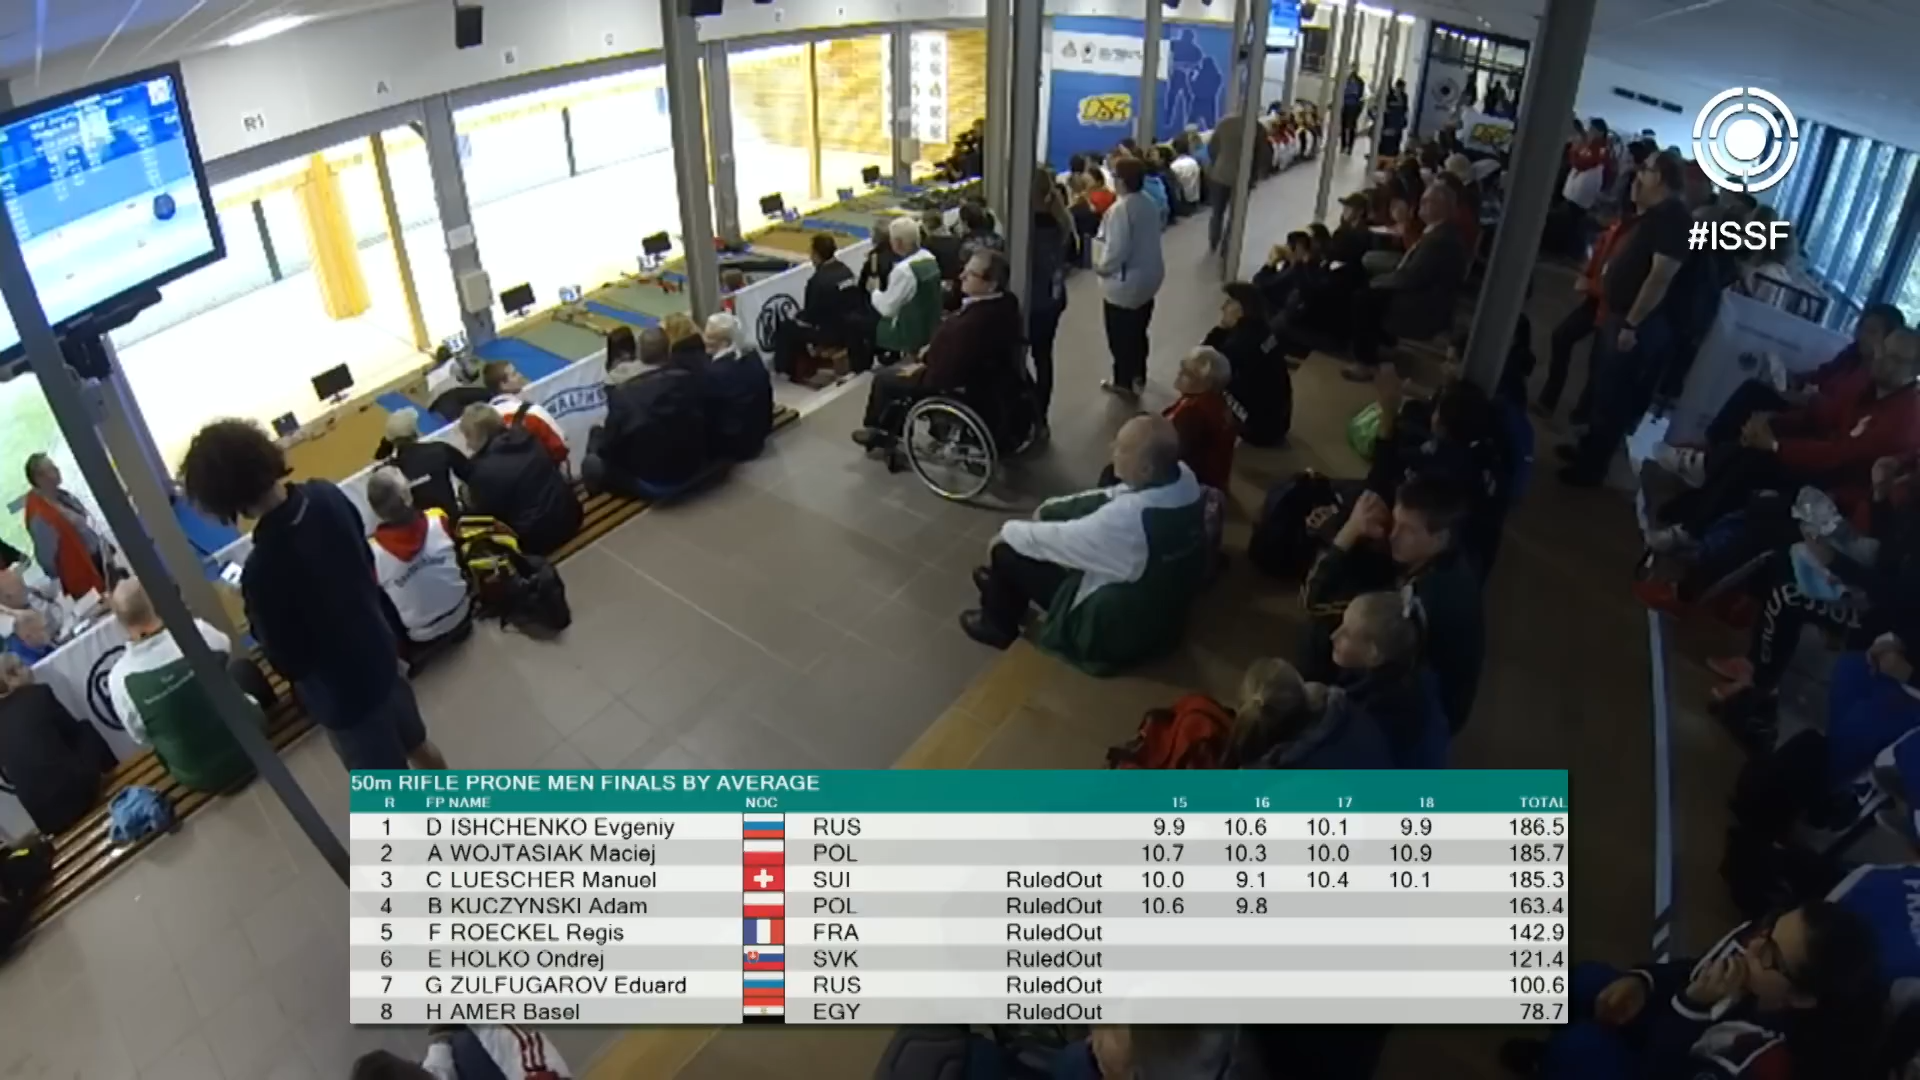 R1
A
B
C
#ISSF
WALTHER
50m RIFLE PRONE MEN FINALS BY AVERAGE
R FP NAME NOC 15 16 17 18 TOTAL
1 D ISHCHENKO Evgeniy RUS 9.9 10.6 10.1 9.9 186.5
2 A WOJTASIAK Maciej POL 10.7 10.3 10.0 10.9 185.7
3 C LUESCHER Manuel SUI RuledOut 10.0 9.1 10.4 10.1 185.3
4 B KUCZYNSKI Adam POL RuledOut 10.6 9.8 163.4
5 F ROECKEL Regis FRA RuledOut 142.9
6 E HOLKO Ondrej SVK RuledOut 121.4
7 G ZULFUGAROV Eduard RUS RuledOut 100.6
8 H AMER Basel EGY RuledOut 78.7